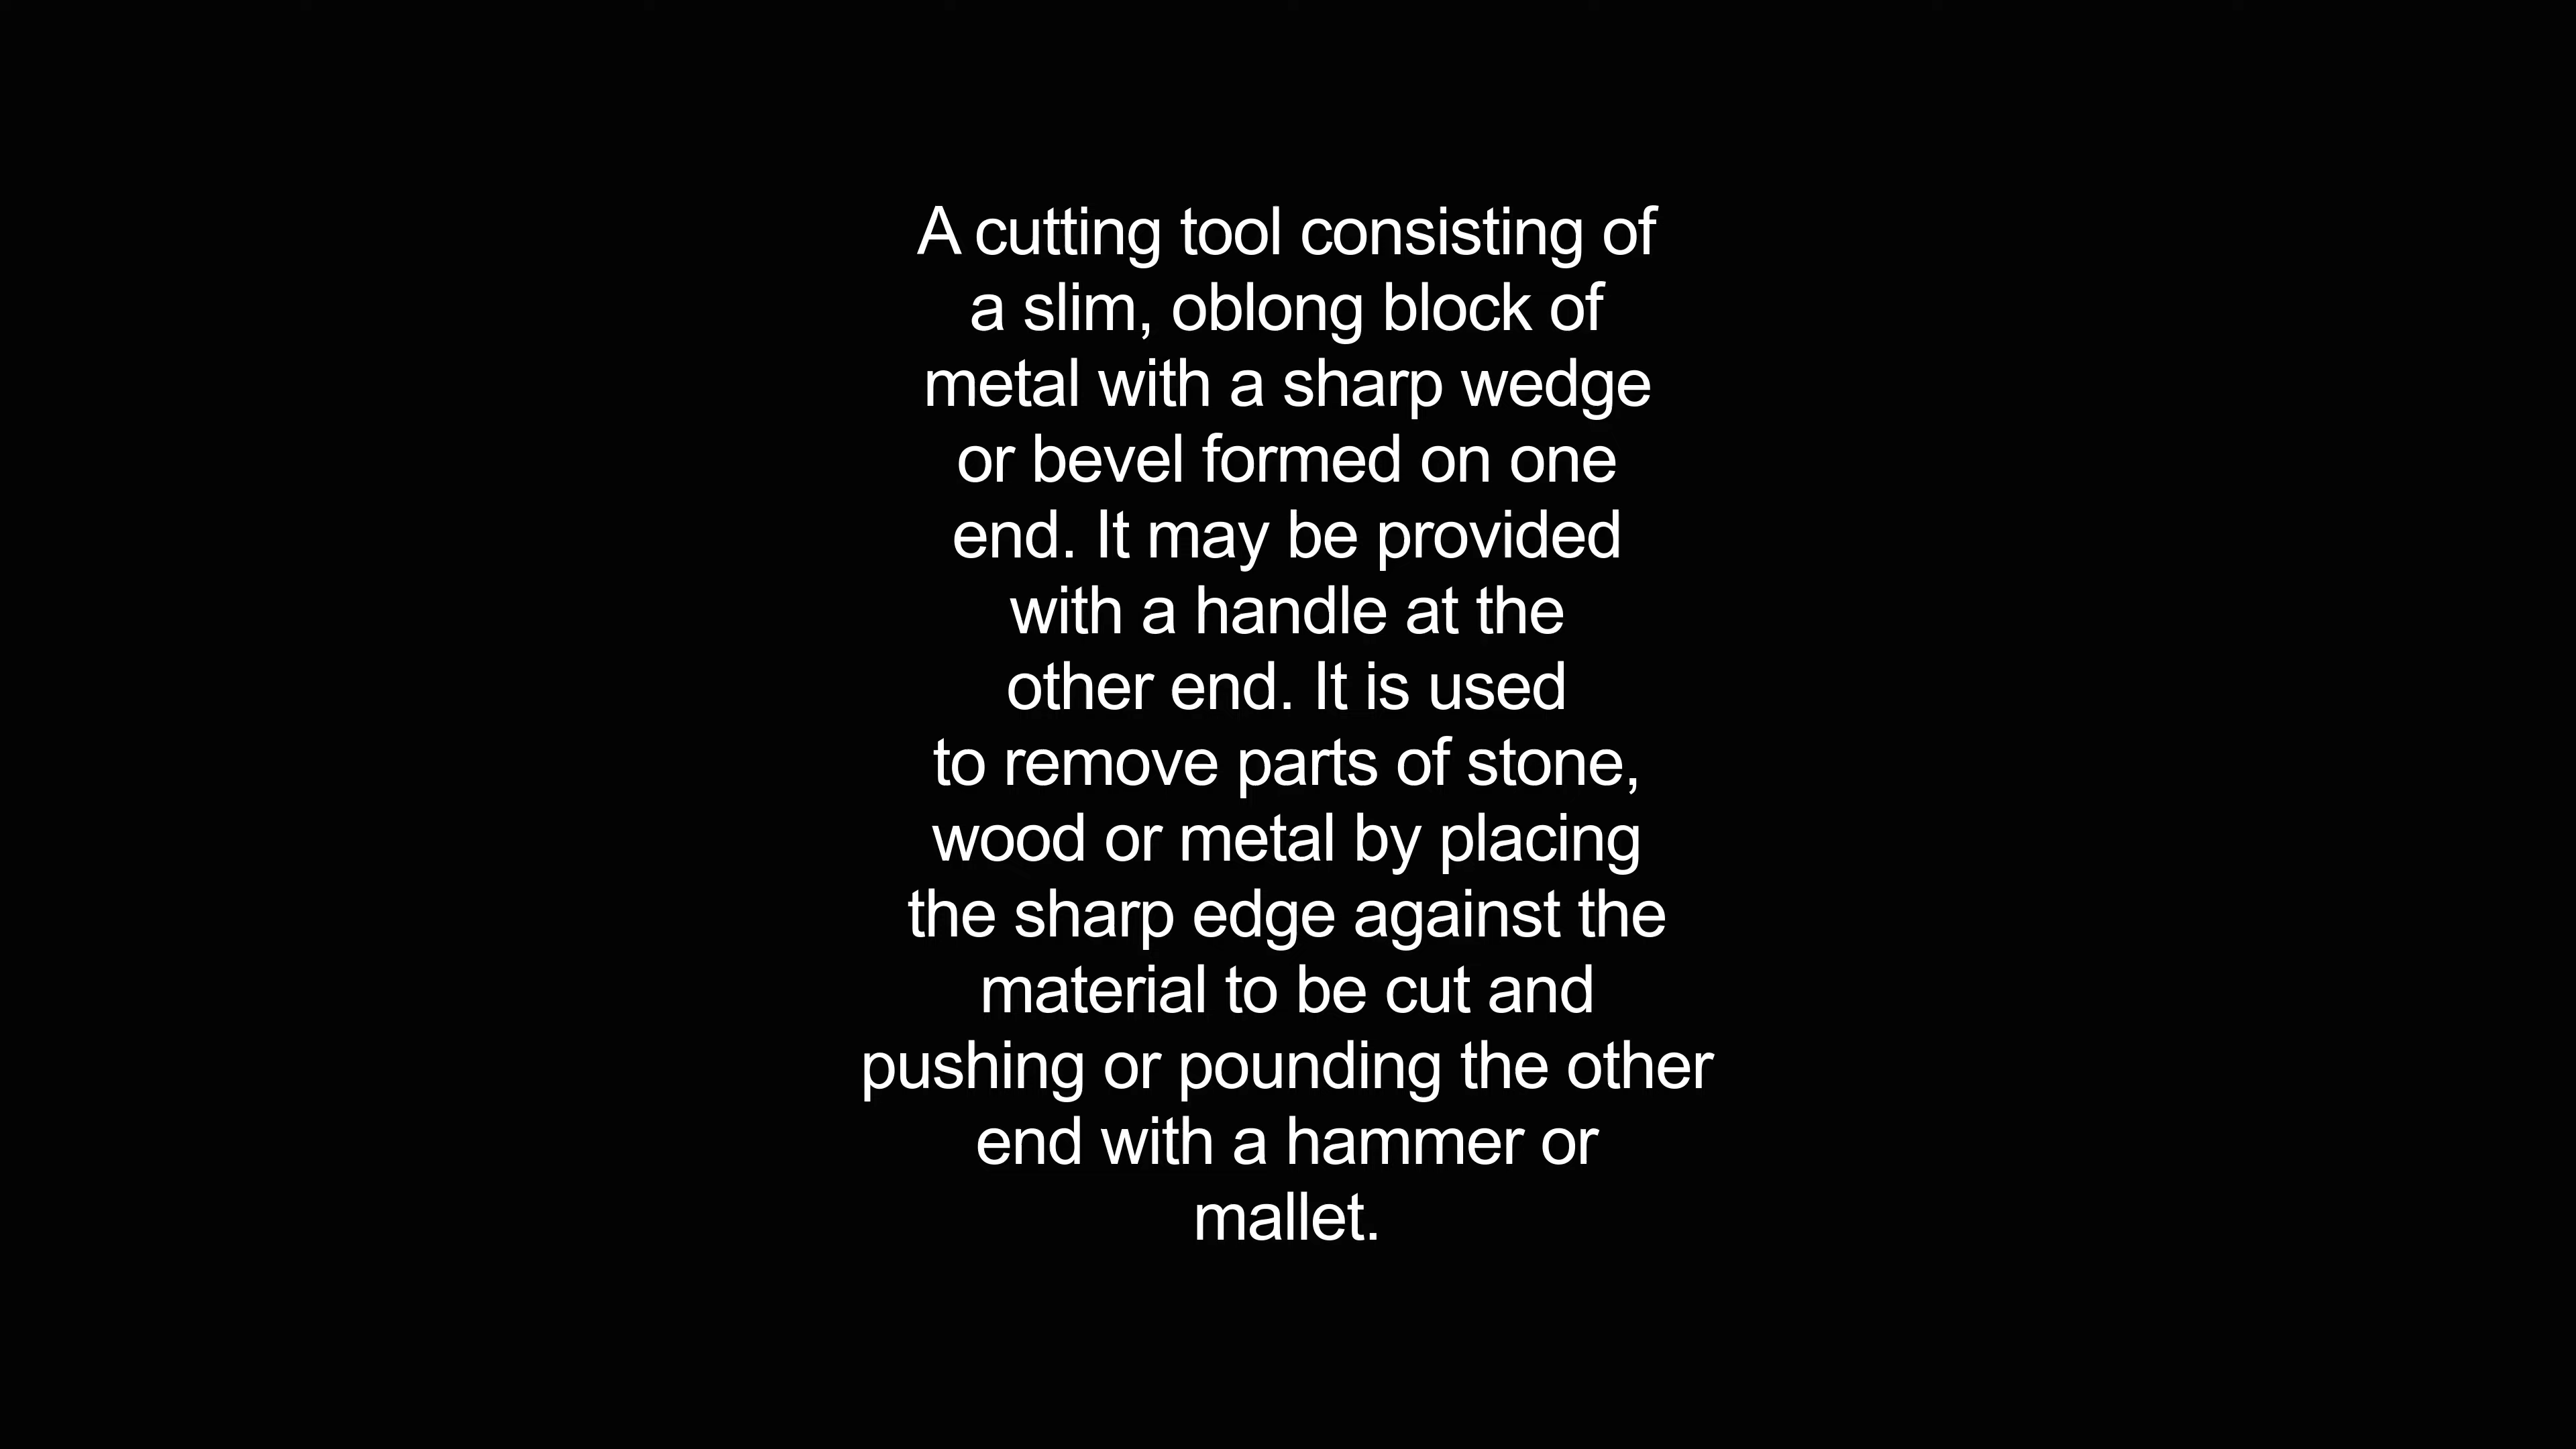 A cutting tool consisting of
a slim, oblong block of
metal with a sharp wedge
or bevel formed on one
end. It may be provided
with a handle at the
other end. It is used
to remove parts of stone,
wood or metal by placing
the sharp edge against the
material to be cut and
pushing or pounding the other
end with a hammer or
mallet.